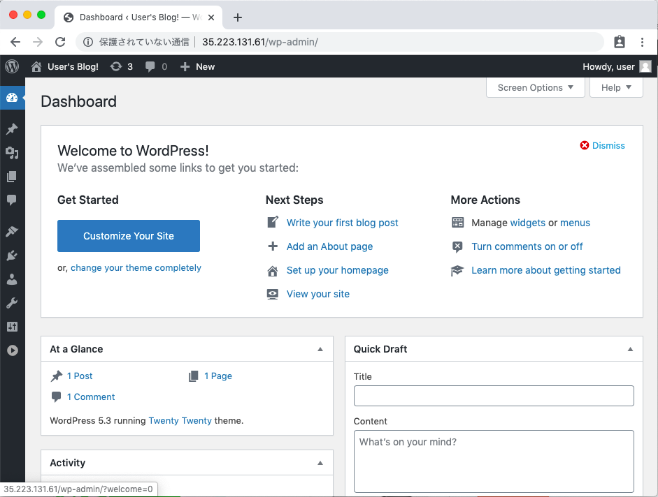 Dashboard ‹ User's Blog! — W
保護されていない通信 | 35.223.131.61/wp-admin/
User's Blog! 3 0 New Howdy, user
Screen Options Help
Dashboard
Welcome to WordPress!
Dismiss
We've assembled some links to get you started:
Get Started
Customize Your Site
or, change your theme completely
Next Steps
Write your first blog post
Add an About page
Set up your homepage
View your site
More Actions
Manage widgets or menus
Turn comments on or off
Learn more about getting started
At a Glance
1 Post 1 Page
1 Comment
WordPress 5.3 running Twenty Twenty theme.
Activity
Quick Draft
Title
Content
What's on your mind?
35.223.131.61/wp-admin/?welcome=0